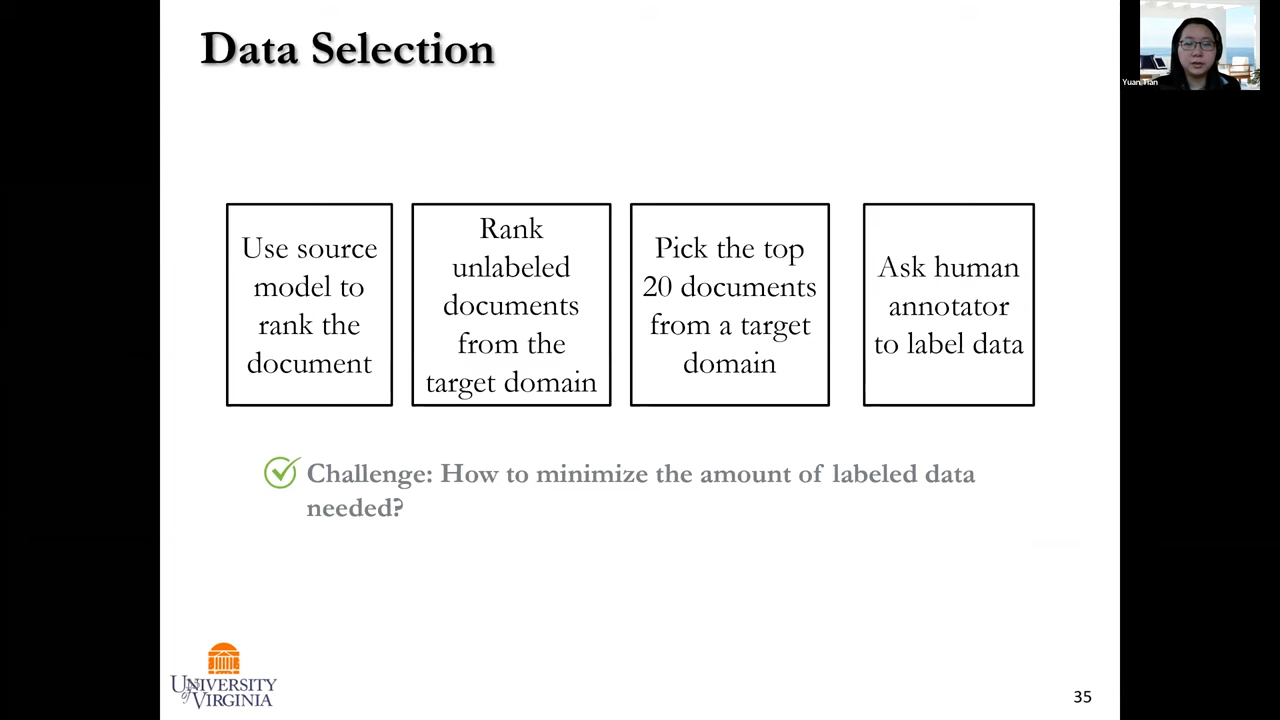 Data Selection
Yuan Tian
Use source
model to
rank the
document
Rank
unlabeled
documents
from the
target domain
Pick the top
20 documents
from a target
domain
Ask human
annotator
to label data
Challenge: How to minimize the amount of labeled data
needed?
UNIVERSITY
of VIRGINIA
35